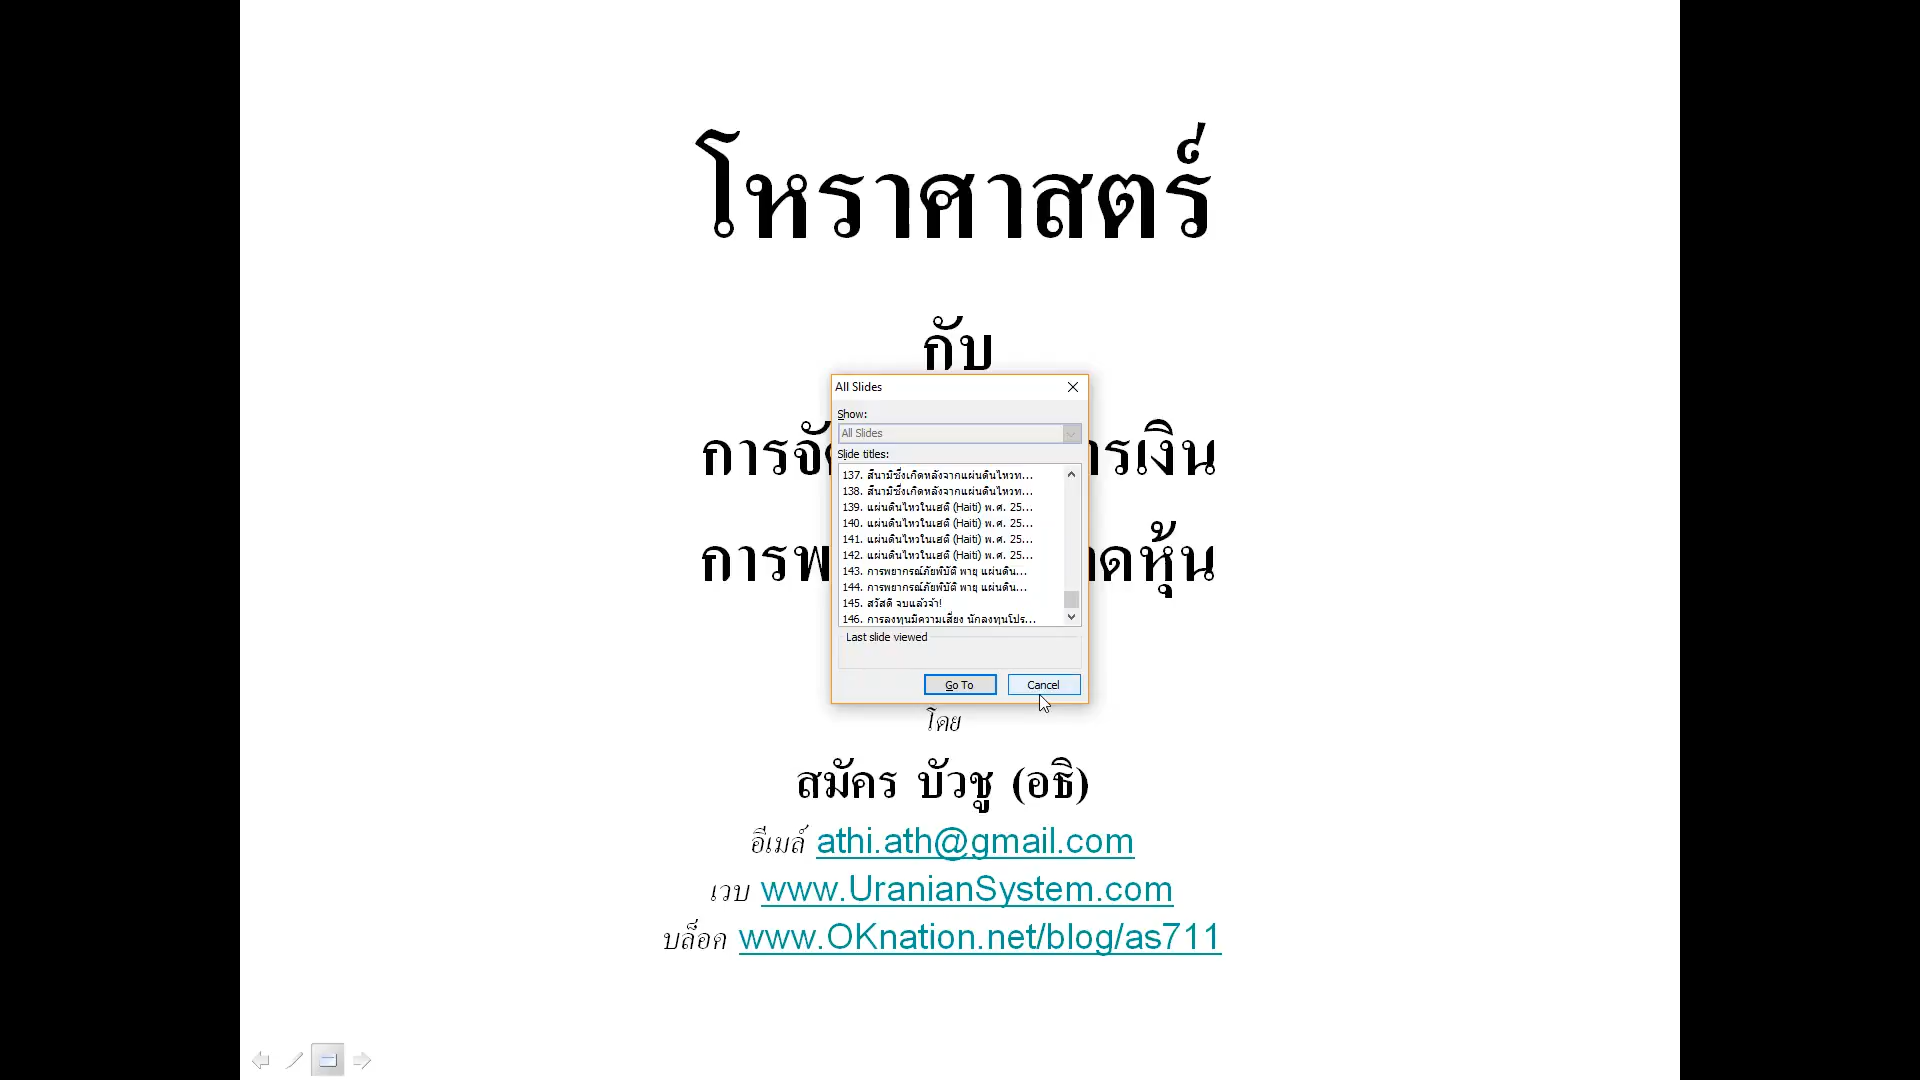 โหราศาสตร์
กับ
การจั
ารเงิน
การพ
าดหุ้น
All Slides
Show:
All Slides
Slide titles:
137. สึนามิซึ่งเกิดหลังจากแผ่นดินไหวท...
138. สึนามิซึ่งเกิดหลังจากแผ่นดินไหวท...
139. แผ่นดินไหวในเฮติ (Haiti) พ.ศ. 25...
140. แผ่นดินไหวในเฮติ (Haiti) พ.ศ. 25...
141. แผ่นดินไหวในเฮติ (Haiti) พ.ศ. 25...
142. แผ่นดินไหวในเฮติ (Haiti) พ.ศ. 25...
143. การพยากรณ์ภัยพิบัติ พายุ แผ่นดิน...
144. การพยากรณ์ภัยพิบัติ พายุ แผ่นดิน...
145. สวัสดี จบแล้วจ้า!
146. การลงทุนมีความเสี่ยง นักลงทุนโปร...
Last slide viewed
Go To
Cancel
โดย
สมัคร บัวชู (อธิ)
อีเมล์ athi.ath@gmail.com
เวบ www.UranianSystem.com
บล็อค www.OKnation.net/blog/as711